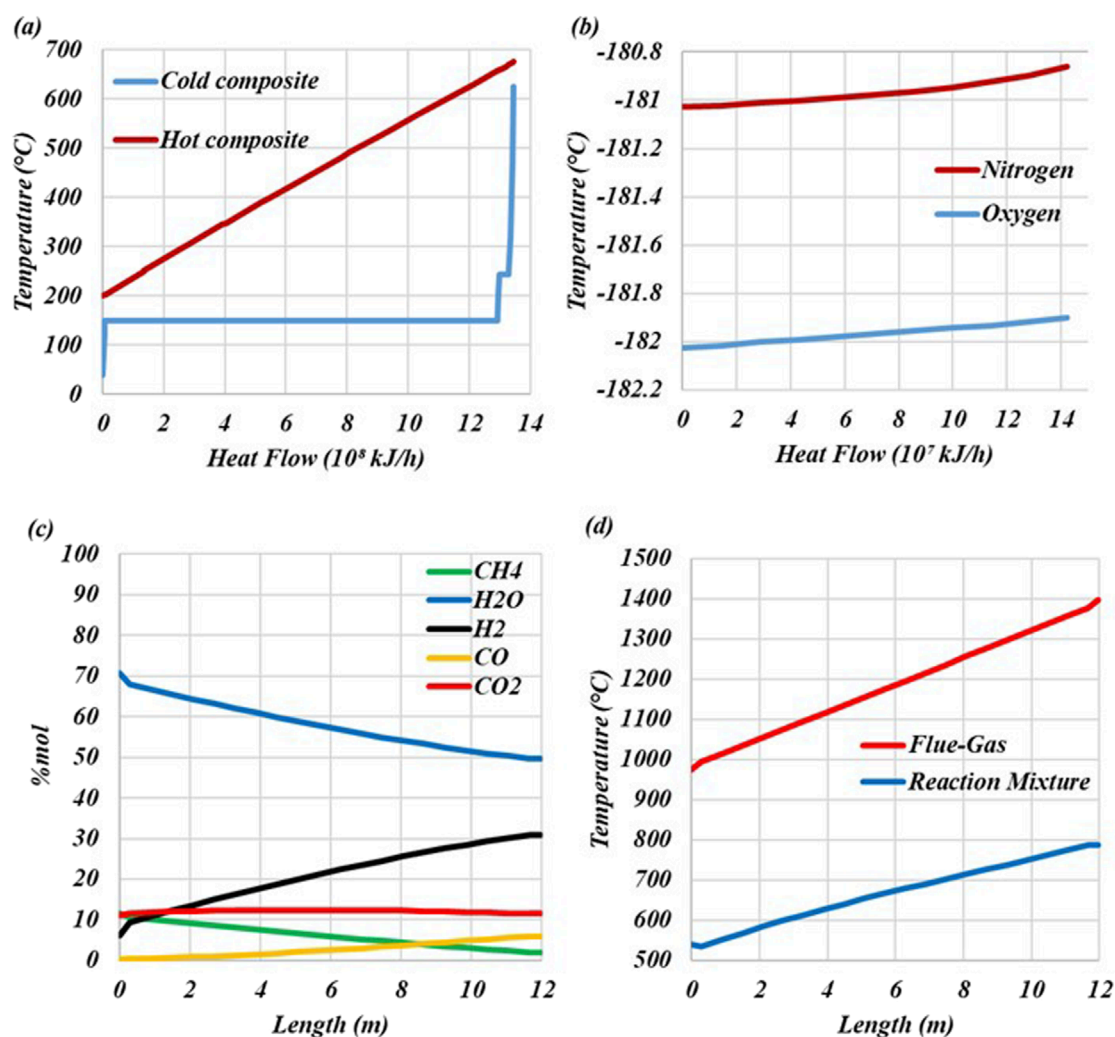 (a)
700
600
500
400
300
200
100
0
Temperature (°C)
Cold composite
Hot composite
0 2 4 6 8 10 12 14
Heat Flow (10⁸ kJ/h)
(b)
-180.8
-181
-181.2
-181.4
-181.6
-181.8
-182
-182.2
Temperature (°C)
Nitrogen
Oxygen
0 2 4 6 8 10 12 14
Heat Flow (10⁷ kJ/h)
(c)
100
90
80
70
60
50
40
30
20
10
0
%mol
CH4
H2O
H2
CO
CO2
0 2 4 6 8 10 12
Length (m)
(d)
1500
1400
1300
1200
1100
1000
900
800
700
600
500
Temperature (°C)
Flue-Gas
Reaction Mixture
0 2 4 6 8 10 12
Length (m)